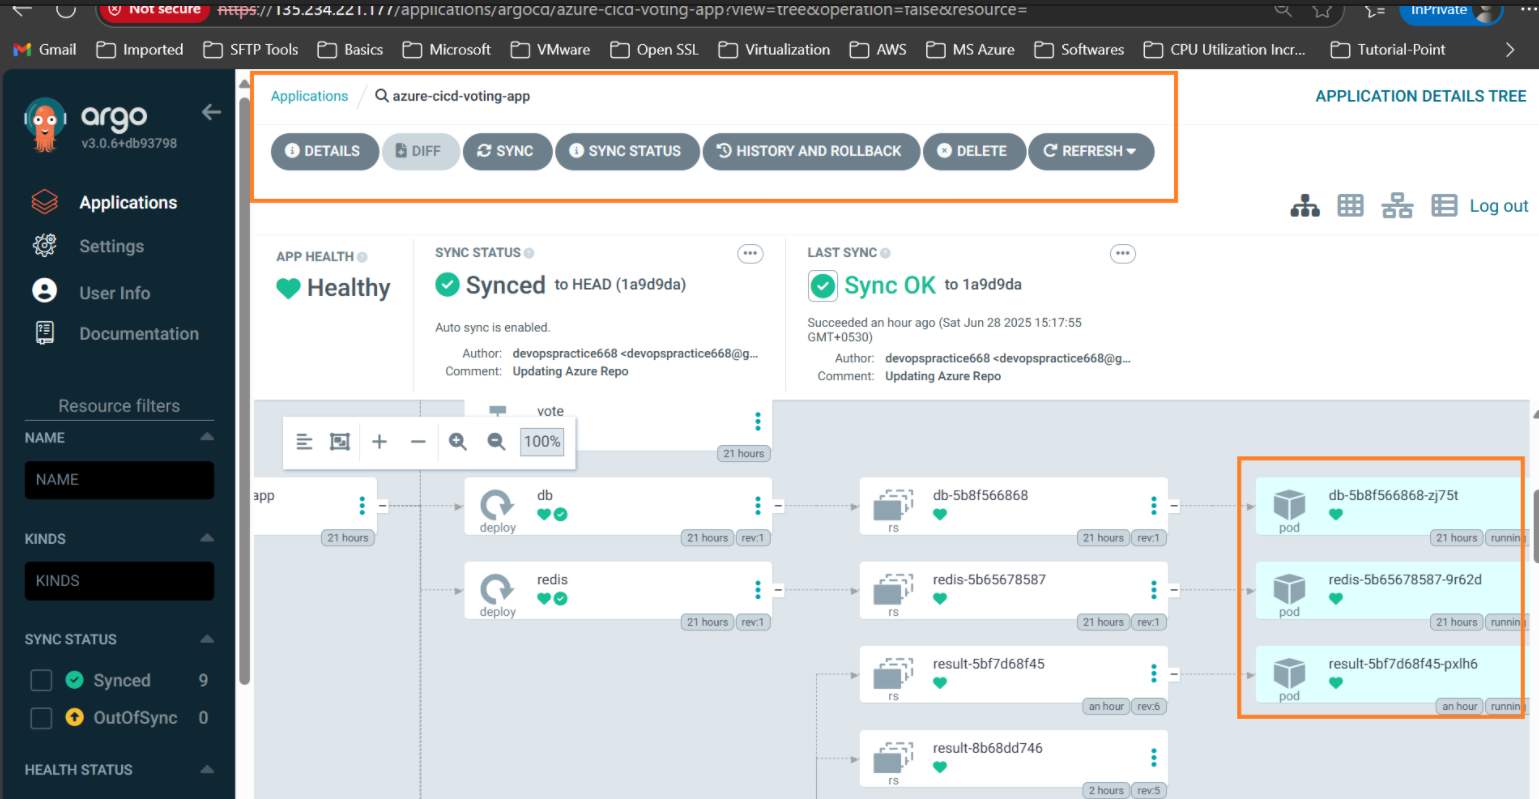 Not secure https://135.234.221.177/applications/argocd/azure-cicd-voting-app?view=tree&operation=false&resource= InPrivate
Gmail Imported SFTP Tools Basics Microsoft VMware Open SSL Virtualization AWS MS Azure Softwares CPU Utilization Incr... Tutorial-Point
argo
v3.0.6+db93798
Applications
Settings
User Info
Documentation
Resource filters
NAME
NAME
KINDS
KINDS
SYNC STATUS
Synced 9
OutOfSync 0
HEALTH STATUS
Applications / azure-cicd-voting-app
APPLICATION DETAILS TREE
DETAILS DIFF SYNC SYNC STATUS HISTORY AND ROLLBACK DELETE REFRESH
Log out
APP HEALTH
Healthy
SYNC STATUS
Synced to HEAD (1a9d9da)
Auto sync is enabled.
Author: devopspractice668 <devopspractice668@g...
Comment: Updating Azure Repo
LAST SYNC
Sync OK to 1a9d9da
Succeeded an hour ago (Sat Jun 28 2025 15:17:55
GMT+0530)
Author: devopspractice668 <devopspractice668@g...
Comment: Updating Azure Repo
100%
vote
21 hours
app
21 hours
db
deploy
21 hours rev:1
db-5b8f566868
rs
21 hours rev:1
db-5b8f566868-zj75t
pod
21 hours running
redis
deploy
21 hours rev:1
redis-5b65678587
rs
21 hours rev:1
redis-5b65678587-9r62d
pod
21 hours running
result-5bf7d68f45
rs
an hour rev:6
result-5bf7d68f45-pxlh6
pod
an hour running
result-8b68dd746
rs
2 hours rev:5